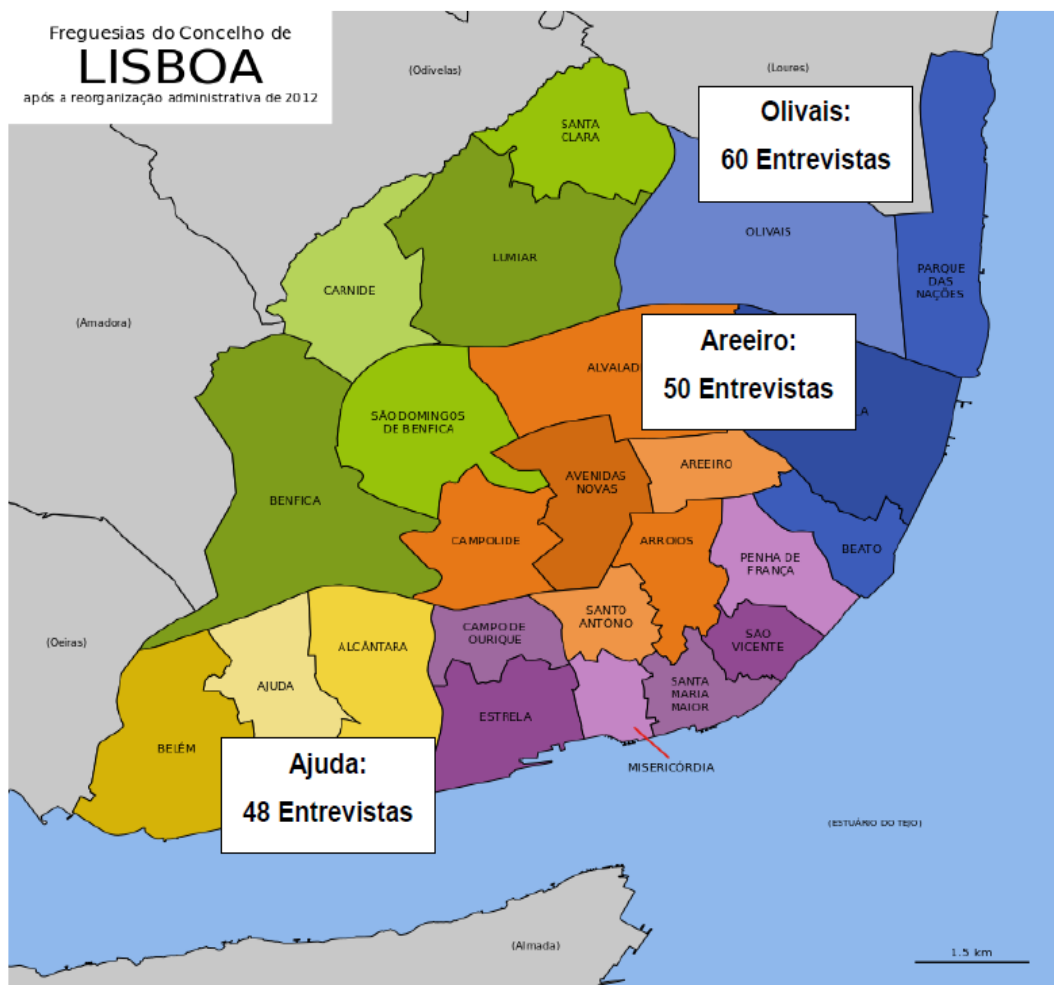 Freguesias do Concelho de
LISBOA
após a reorganização administrativa de 2012
(Odivelas)
(Loures)
Olivais:
60 Entrevistas
SANTA
CLARA
OLIVAIS
LUMIAR
PARQUE
DAS
NAÇÕES
CARNIDE
(Amadora)
Areeiro:
50 Entrevistas
ALVALAD
LA
SÃO DOMINGOS
DE BENFICA
AREEIRO
AVENIDAS
NOVAS
BENFICA
CAMPOLIDE
ARROIOS
BEATO
PENHA DE
FRANÇA
SANTO
ANTÓNIO
CAMPO DE
OURIQUE
(Oeiras)
ALCÂNTARA
SÃO
VICENTE
AJUDA
SANTA
MARIA
MAIOR
ESTRELA
BELÉM
MISERICÓRDIA
Ajuda:
48 Entrevistas
(ESTUÁRIO DO TEJO)
(Almada)
1.5 km